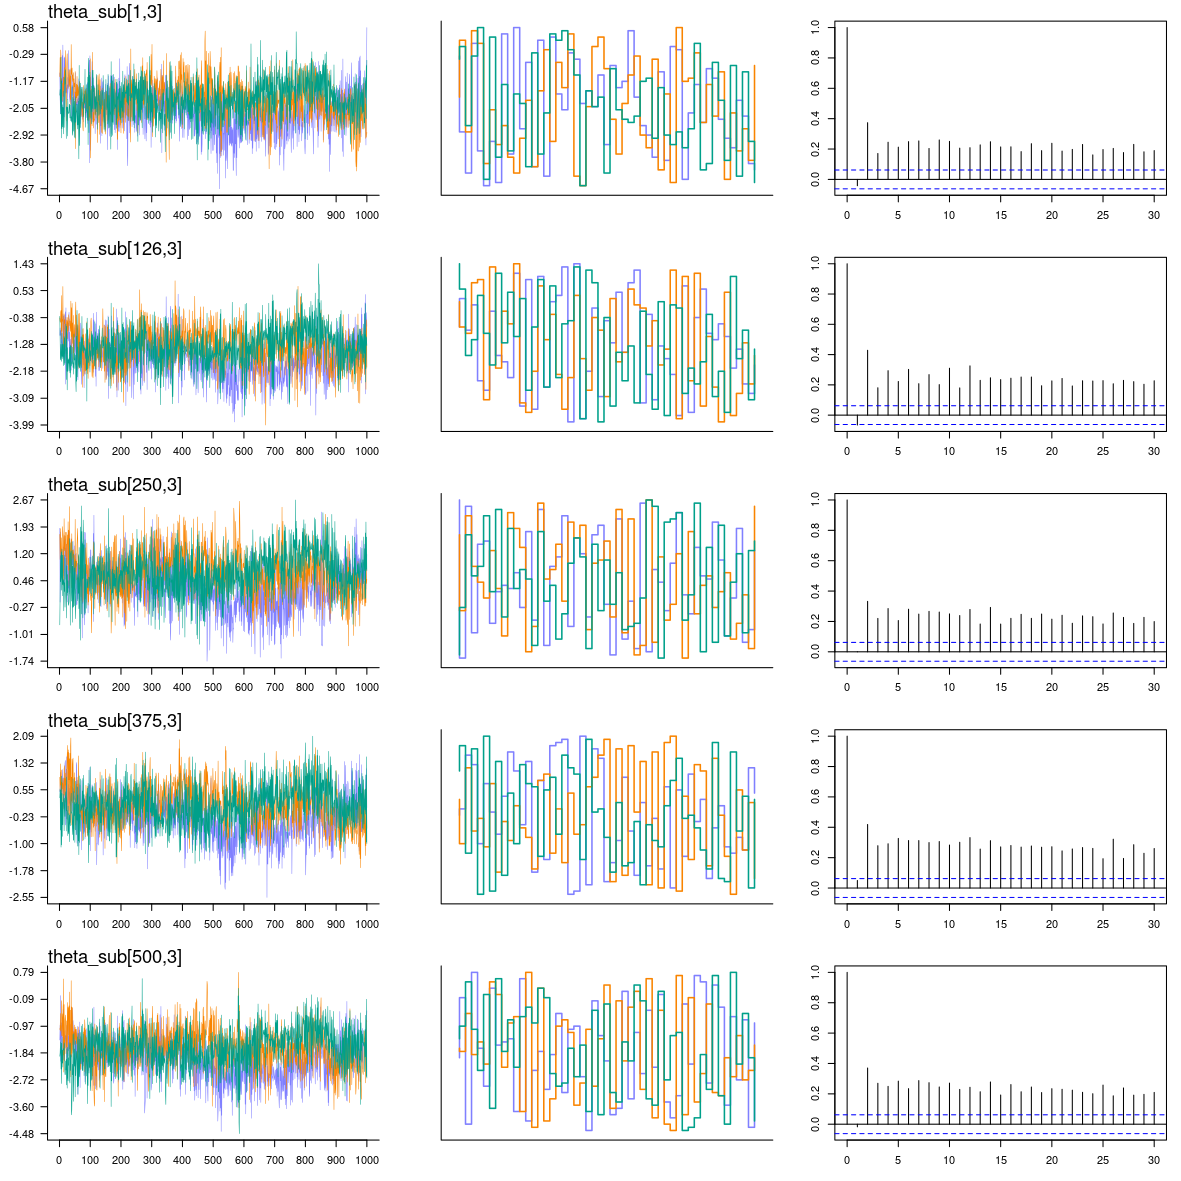 theta_sub[1,3]
0.58
-0.29
-1.17
-2.05
-2.92
-3.80
-4.67
0 100 200 300 400 500 600 700 800 900 1000
0.0 0.2 0.4 0.6 0.8 1.0
0 5 10 15 20 25 30
theta_sub[126,3]
1.43
0.53
-0.38
-1.28
-2.18
-3.09
-3.99
0 100 200 300 400 500 600 700 800 900 1000
0.0 0.2 0.4 0.6 0.8 1.0
0 5 10 15 20 25 30
theta_sub[250,3]
2.67
1.93
1.20
0.46
-0.27
-1.01
-1.74
0 100 200 300 400 500 600 700 800 900 1000
0.0 0.2 0.4 0.6 0.8 1.0
0 5 10 15 20 25 30
theta_sub[375,3]
2.09
1.32
0.55
-0.23
-1.00
-1.78
-2.55
0 100 200 300 400 500 600 700 800 900 1000
0.0 0.2 0.4 0.6 0.8 1.0
0 5 10 15 20 25 30
theta_sub[500,3]
0.79
-0.09
-0.97
-1.84
-2.72
-3.60
-4.48
0 100 200 300 400 500 600 700 800 900 1000
0.0 0.2 0.4 0.6 0.8 1.0
0 5 10 15 20 25 30